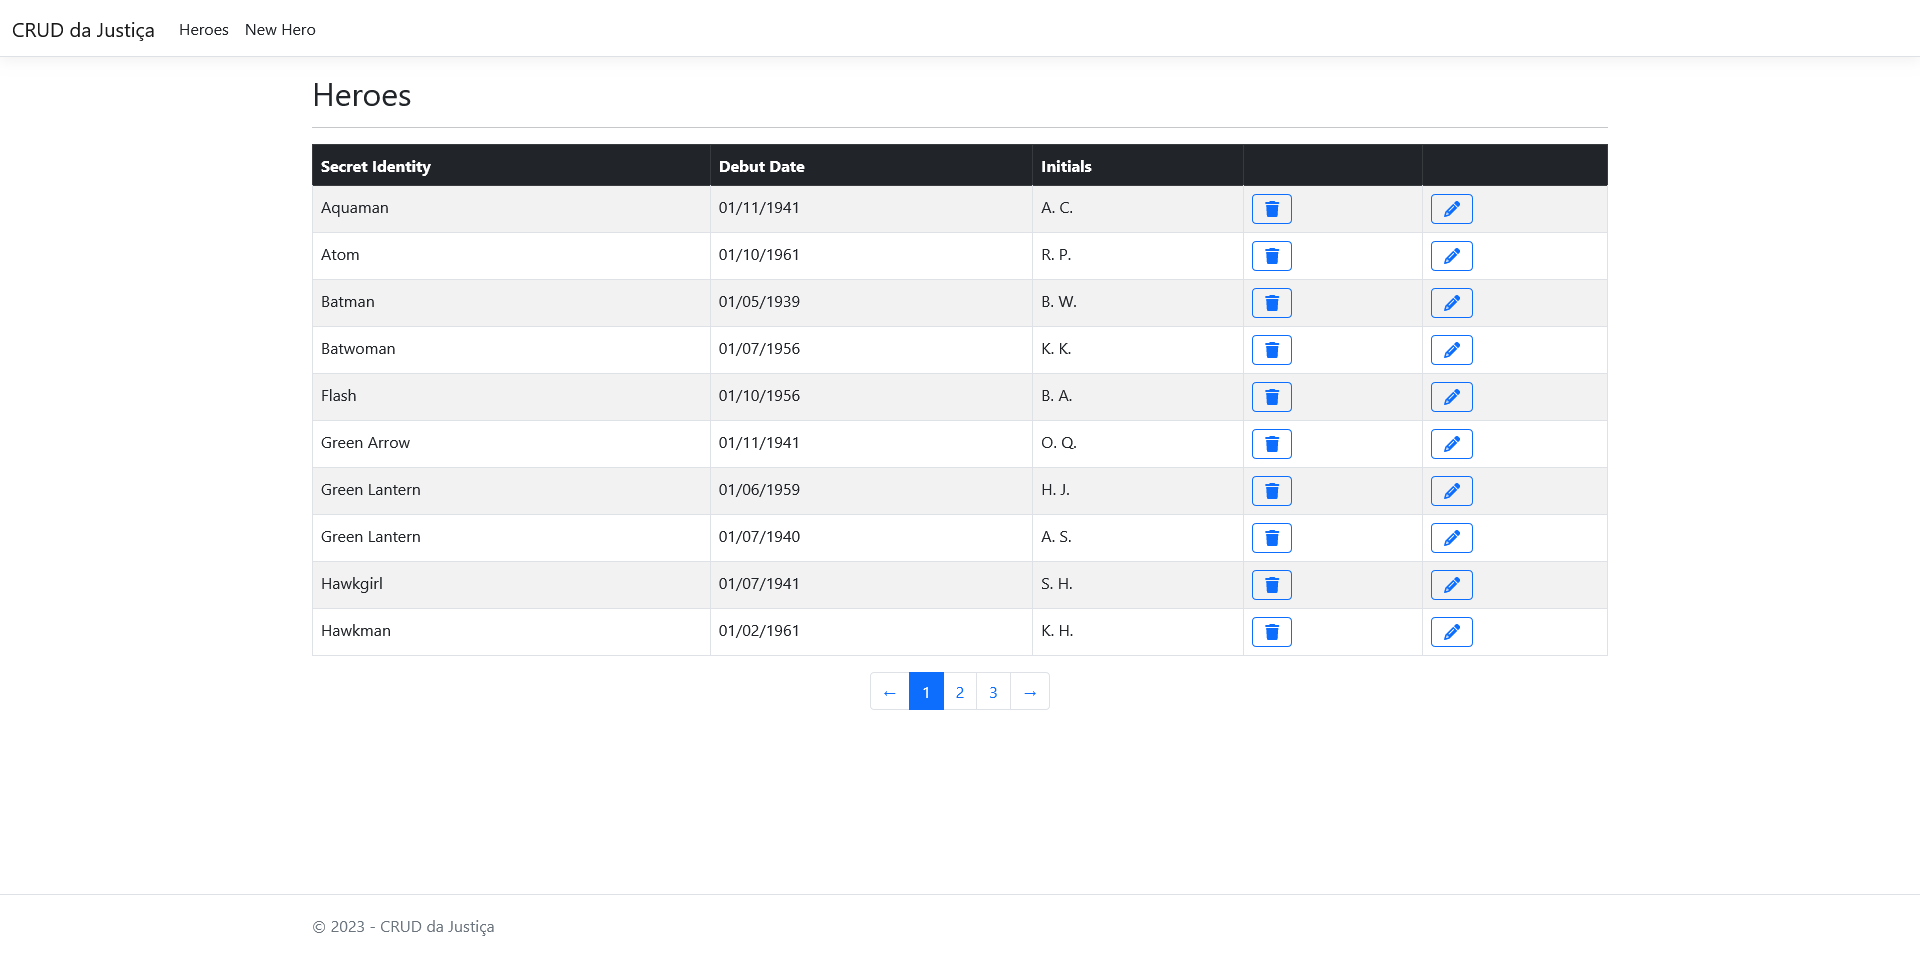 CRUD da Justiça Heroes New Hero
Heroes
Secret Identity Debut Date Initials
Aquaman 01/11/1941 A. C.
Atom 01/10/1961 R. P.
Batman 01/05/1939 B. W.
Batwoman 01/07/1956 K. K.
Flash 01/10/1956 B. A.
Green Arrow 01/11/1941 O. Q.
Green Lantern 01/06/1959 H. J.
Green Lantern 01/07/1940 A. S.
Hawkgirl 01/07/1941 S. H.
Hawkman 01/02/1961 K. H.
← 1 2 3 →
© 2023 - CRUD da Justiça